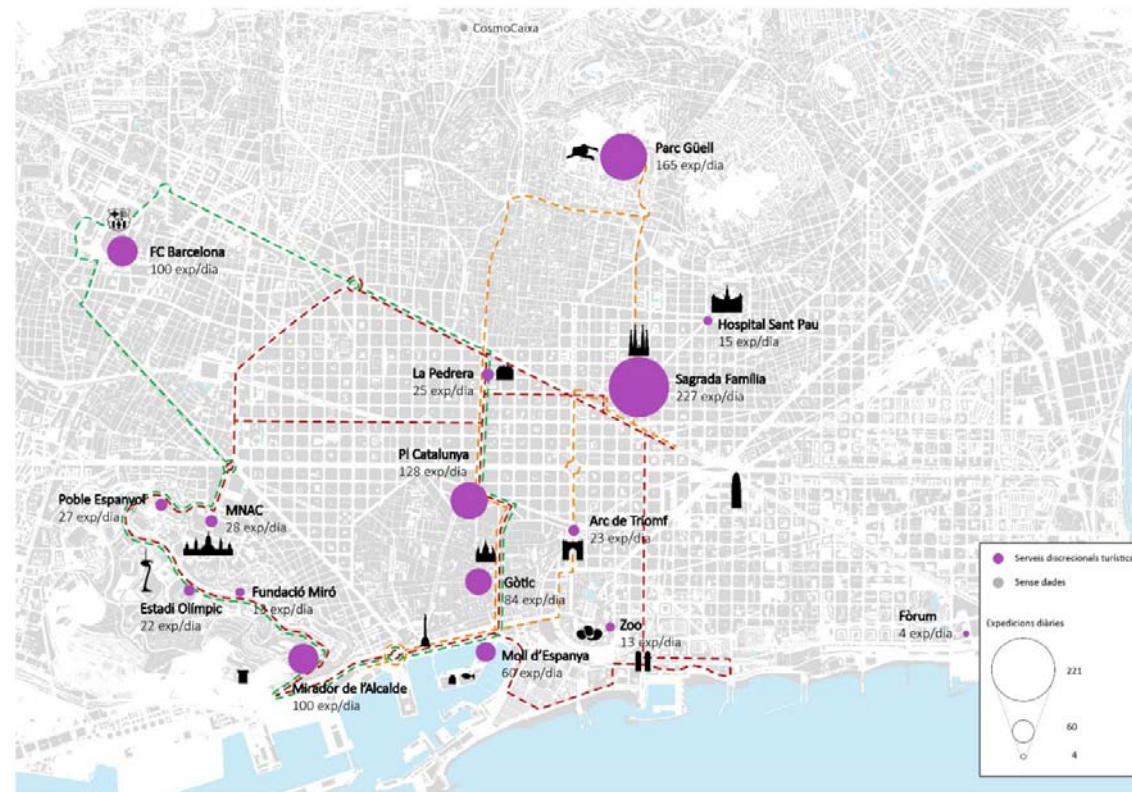 CosmoCaixa
Parc Güell
165 exp/dia
FC Barcelona
100 exp/dia
Hospital Sant Pau
15 exp/dia
La Pedrera
25 exp/dia
Sagrada Família
227 exp/dia
Pl Catalunya
128 exp/dia
Poble Espanyol
27 exp/dia
MNAC
28 exp/dia
Arc de Triomf
23 exp/dia
Gòtic
84 exp/dia
Fundació Miró
13 exp/dia
Estadi Olímpic
22 exp/dia
Zoo
13 exp/dia
Fòrum
4 exp/dia
Moll d'Espanya
60 exp/dia
Mirador de l'Alcalde
100 exp/dia
Serveis discrecionals turística
Sense dades
Expedicions diàries
221
60
4